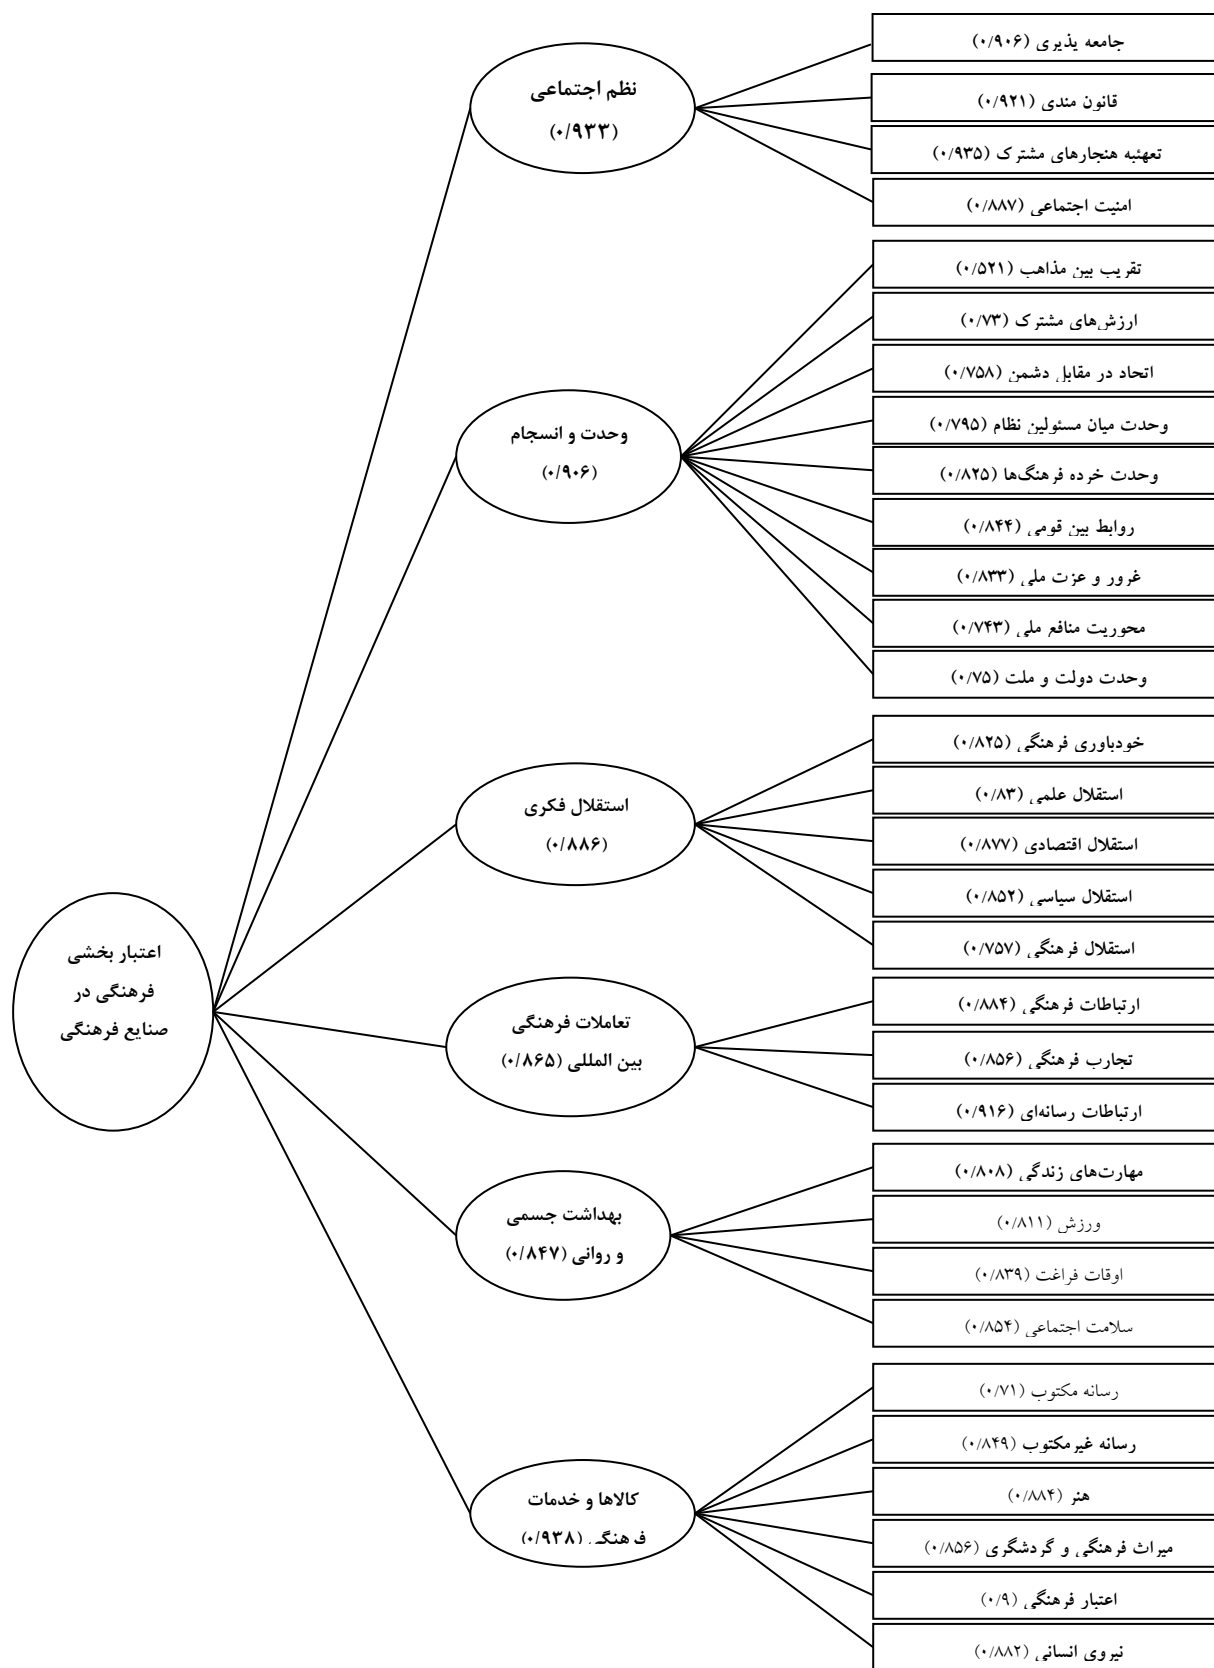 جامعه پذیری (۰/۹۰۶)
قانون مندی (۰/۹۲۱)
تعهئبه هنجارهای مشترک (۰/۹۳۵)
امنیت اجتماعی (۰/۸۸۷)
نظم اجتماعی
(۰/۹۳۳)
تقریب بین مذاهب (۰/۵۲۱)
ارزش‌های مشترک (۰/۷۳)
اتحاد در مقابل دشمن (۰/۷۵۸)
وحدت میان مسئولین نظام (۰/۷۹۵)
وحدت خرده فرهنگ‌ها (۰/۸۲۵)
روابط بین قومی (۰/۸۴۴)
غرور و عزت ملی (۰/۸۳۳)
محوریت منافع ملی (۰/۷۴۳)
وحدت دولت و ملت (۰/۷۵)
وحدت و انسجام
(۰/۹۰۶)
خودباوری فرهنگی (۰/۸۲۵)
استقلال علمی (۰/۸۳)
استقلال اقتصادی (۰/۸۷۷)
استقلال سیاسی (۰/۸۵۲)
استقلال فرهنگی (۰/۷۵۷)
استقلال فکری
(۰/۸۸۶)
ارتباطات فرهنگی (۰/۸۸۴)
تجارب فرهنگی (۰/۸۵۶)
ارتباطات رسانه‌ای (۰/۹۱۶)
تعاملات فرهنگی
بین المللی (۰/۸۶۵)
مهارت‌های زندگی (۰/۸۰۸)
ورزش (۰/۸۱۱)
اوقات فراغت (۰/۸۳۹)
سلامت اجتماعی (۰/۸۵۴)
بهداشت جسمی
و روانی (۰/۸۴۷)
رسانه مکتوب (۰/۷۱)
رسانه غیرمکتوب (۰/۸۴۹)
هنر (۰/۸۸۴)
میراث فرهنگی و گردشگری (۰/۸۵۶)
اعتبار فرهنگی (۰/۹)
نیروی انسانی (۰/۸۸۲)
کالاها و خدمات
فرهنگی (۰/۹۳۸)
اعتبار بخشی
فرهنگی در
صنایع فرهنگی